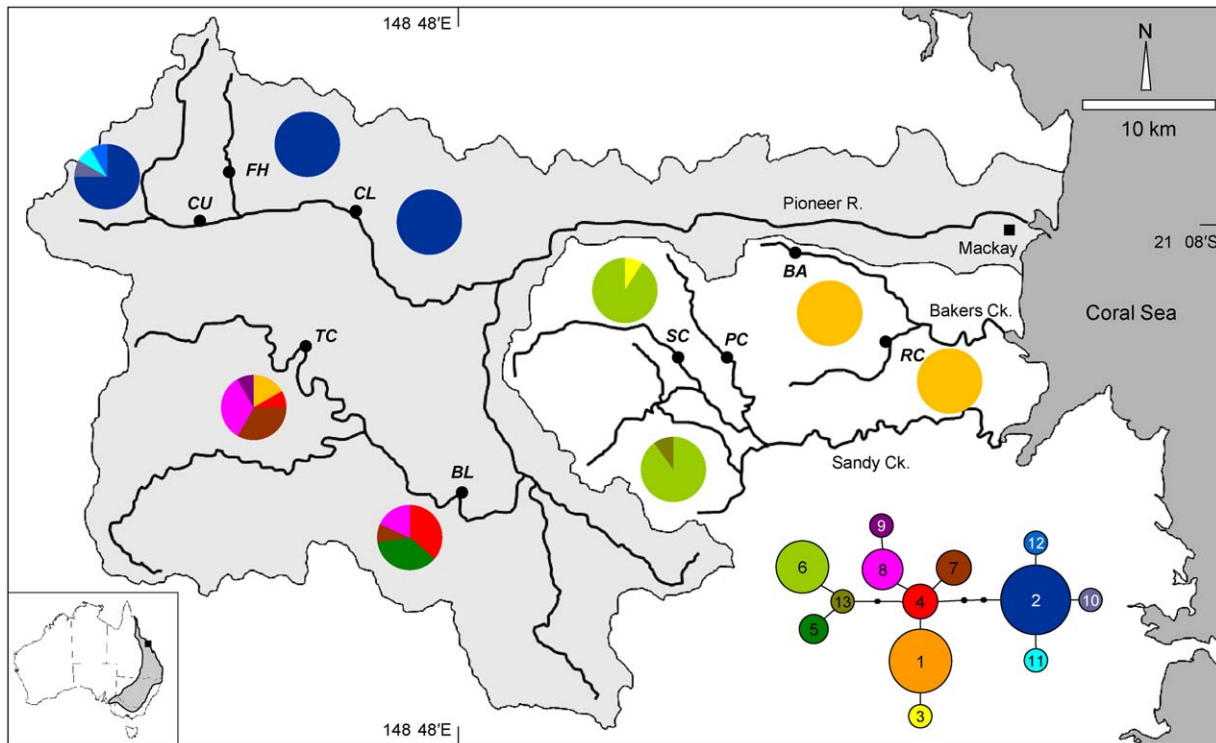 148 48′E
N
10 km
FH
CL
CU
Pioneer R.
Mackay
21 08′S
BA
Bakers Ck.
Coral Sea
TC
SC
PC
RC
Sandy Ck.
BL
9
12
6
8
7
13
4
2
10
5
1
11
3
148 48′E